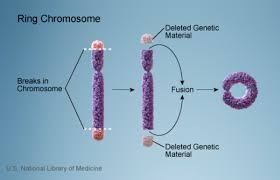 Ring Chromosome
Deleted Genetic
Material
Breaks in
Chromosome
Fusion
Deleted Genetic
Material
U.S. National Library of Medicine